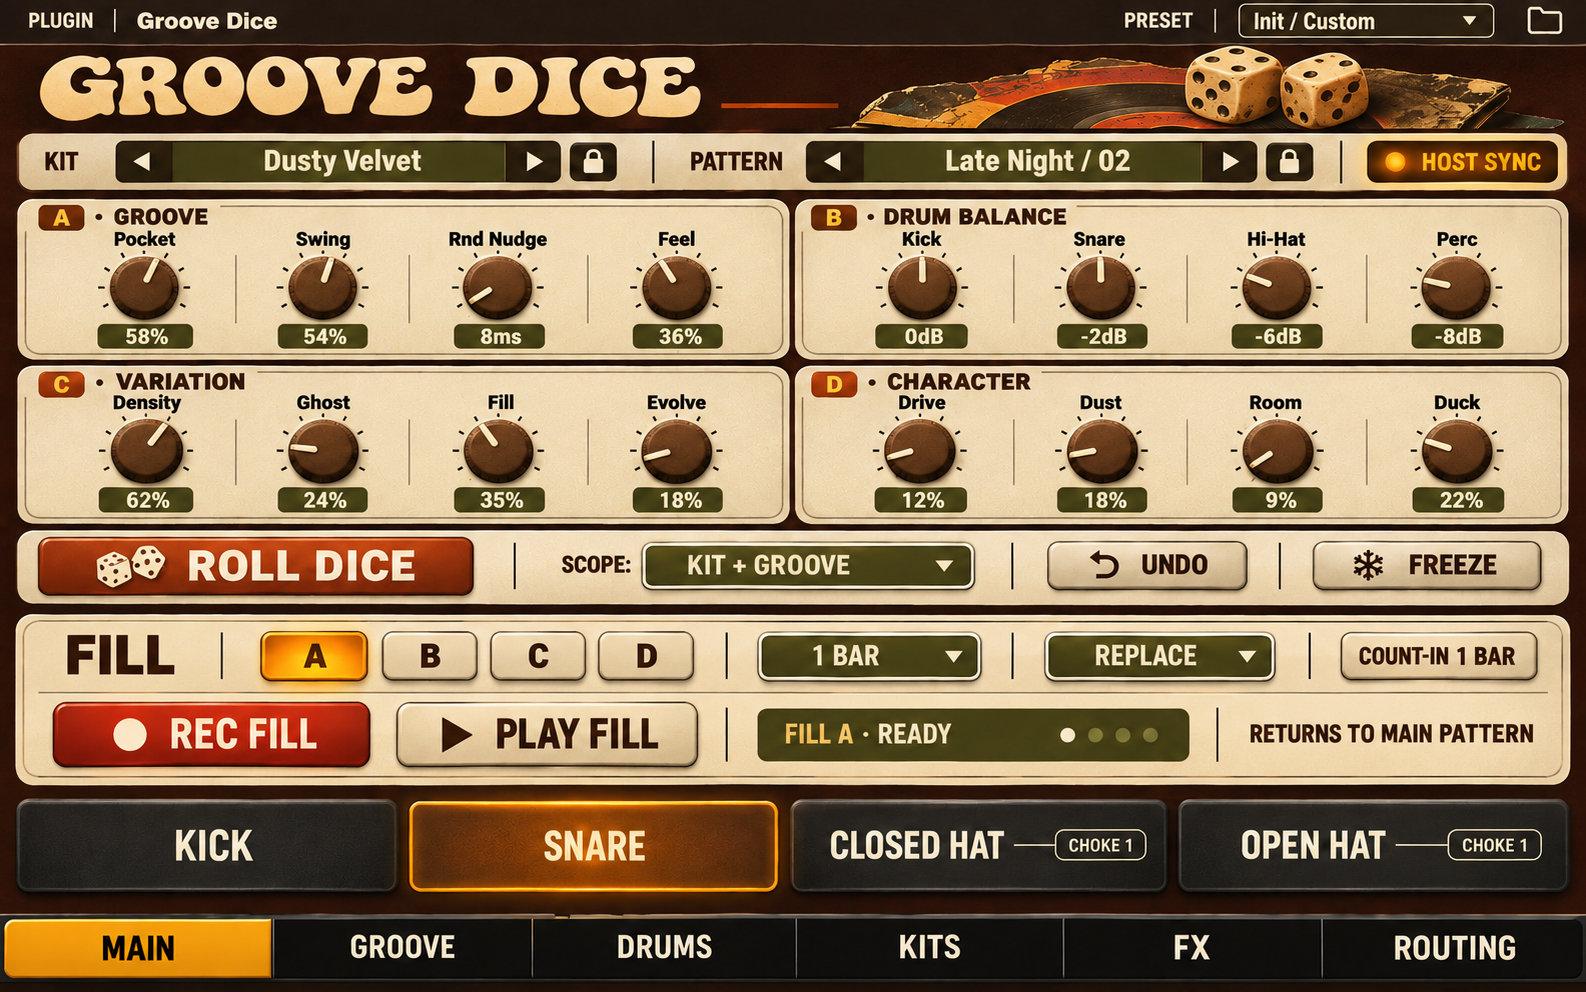 PLUGIN | Groove Dice PRESET | Init / Custom
GROOVE DICE
KIT Dusty Velvet PATTERN Late Night / 02 HOST SYNC
A • GROOVE
Pocket Swing Rnd Nudge Feel
58% 54% 8ms 36%
B • DRUM BALANCE
Kick Snare Hi-Hat Perc
0dB -2dB -6dB -8dB
C • VARIATION
Density Ghost Fill Evolve
62% 24% 35% 18%
D • CHARACTER
Drive Dust Room Duck
12% 18% 9% 22%
ROLL DICE SCOPE: KIT + GROOVE UNDO FREEZE
FILL A B C D 1 BAR REPLACE COUNT-IN 1 BAR
REC FILL PLAY FILL FILL A · READY RETURNS TO MAIN PATTERN
KICK SNARE CLOSED HAT CHOKE 1 OPEN HAT CHOKE 1
MAIN GROOVE DRUMS KITS FX ROUTING